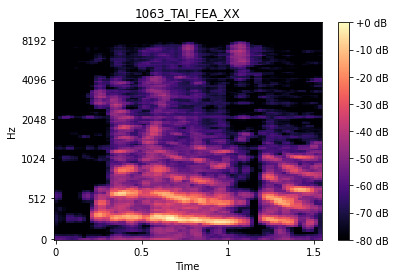 1063_TAI_FEA_XX
+0 dB
8192
-10 dB
4096
-20 dB
-30 dB
2048
-40 dB
Hz
1024
-50 dB
-60 dB
512
-70 dB
0
-80 dB
0
0.5
1
1.5
Time